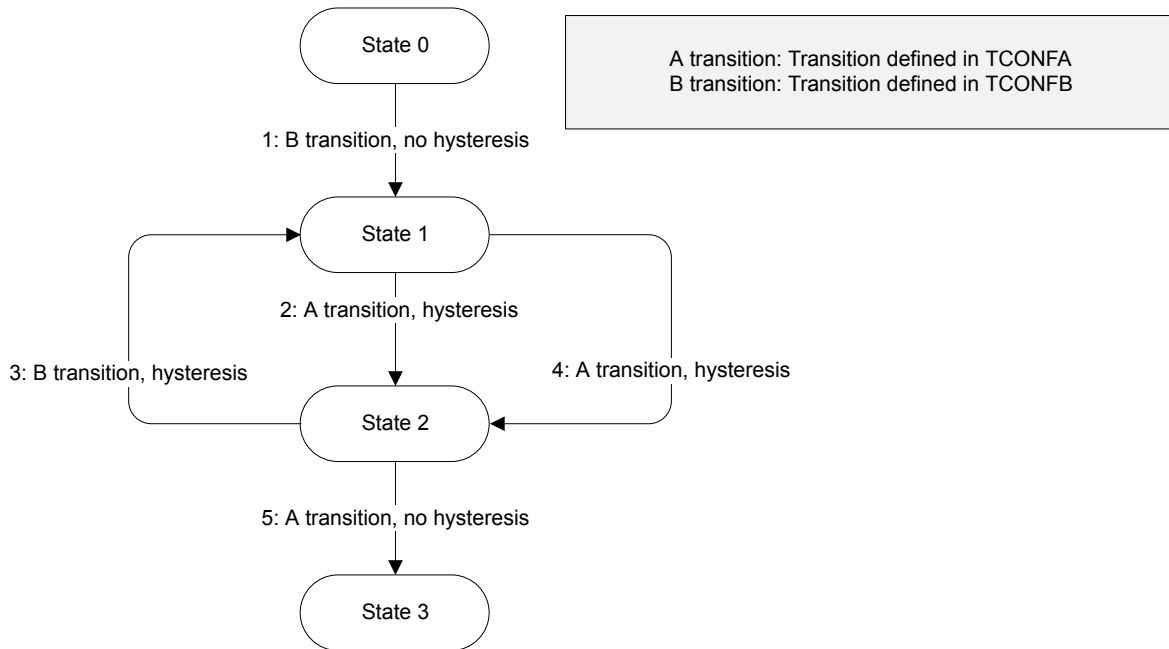 State 0
A transition: Transition defined in TCONFA
B transition: Transition defined in TCONFB
1: B transition, no hysteresis
State 1
2: A transition, hysteresis
3: B transition, hysteresis
4: A transition, hysteresis
State 2
5: A transition, no hysteresis
State 3